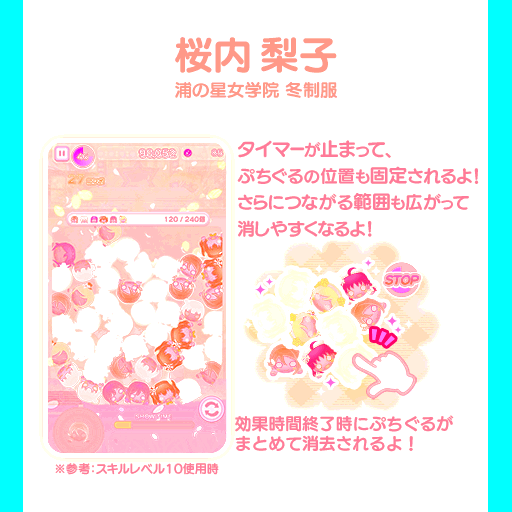 桜内 梨子
浦の星女学院 冬制服
タイマーが止まって、
ぷちぐるの位置も固定されるよ!
さらにつながる範囲も広がって
消しやすくなるよ!
120 / 240個
STOP
効果時間終了時にぷちぐるが
まとめて消去されるよ!
※参考:スキルレベル10使用時